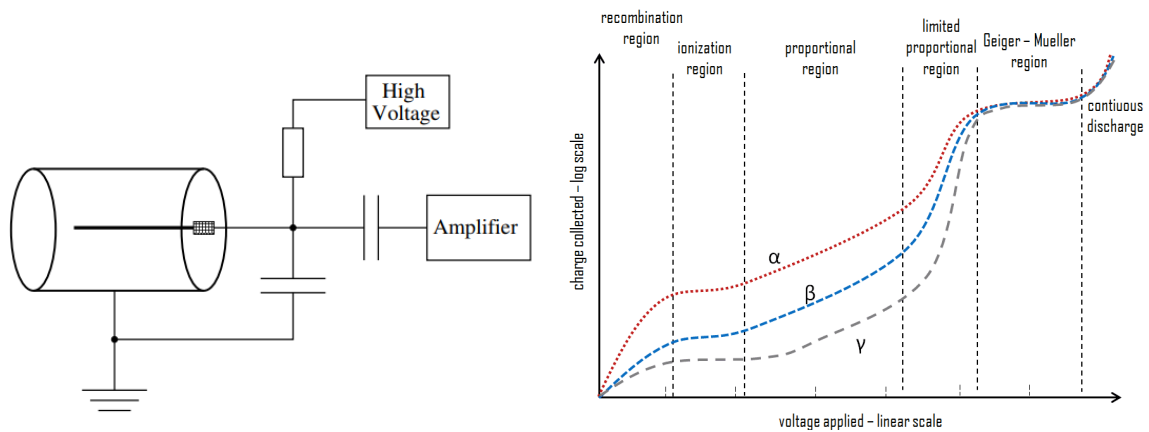 High
Voltage
Amplifier
recombination
region
ionization
region
proportional
region
limited
proportional
region
Geiger – Mueller
region
contiuous
discharge
charge collected – log scale
α
β
γ
voltage applied – linear scale